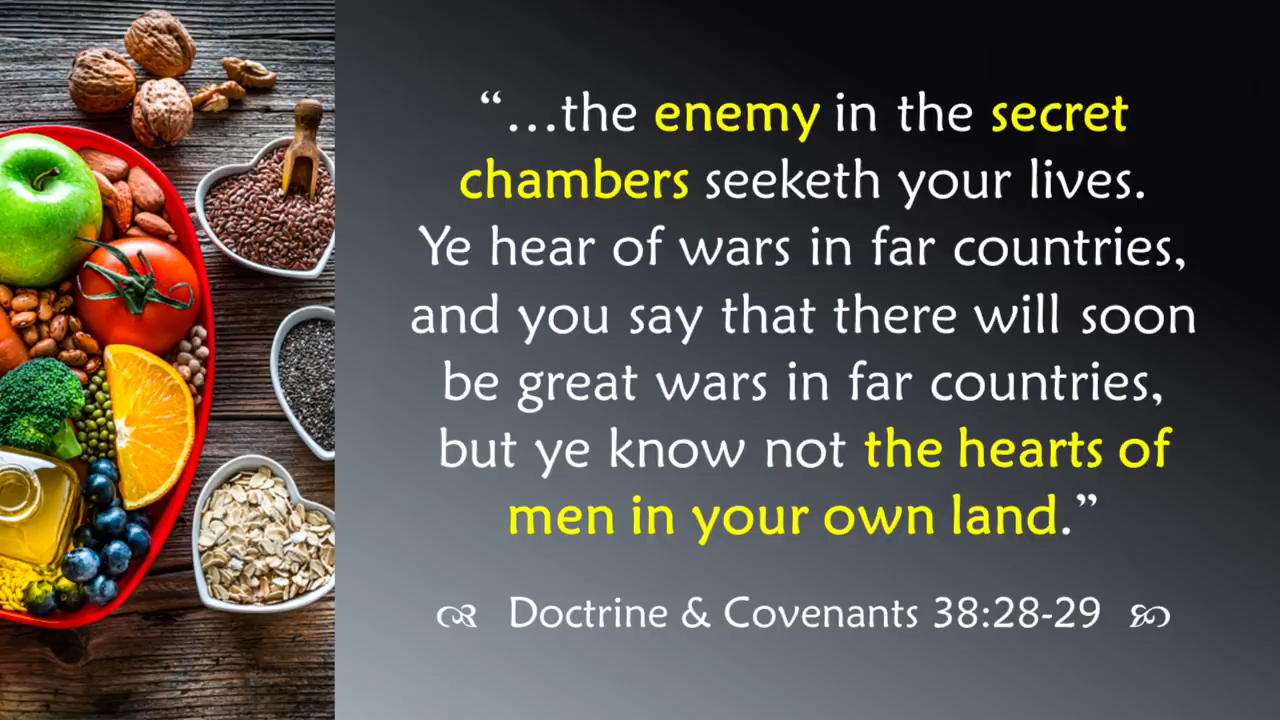 “…the enemy in the secret
chambers seeketh your lives.
Ye hear of wars in far countries,
and you say that there will soon
be great wars in far countries,
but ye know not the hearts of
men in your own land.”
Doctrine & Covenants 38:28-29